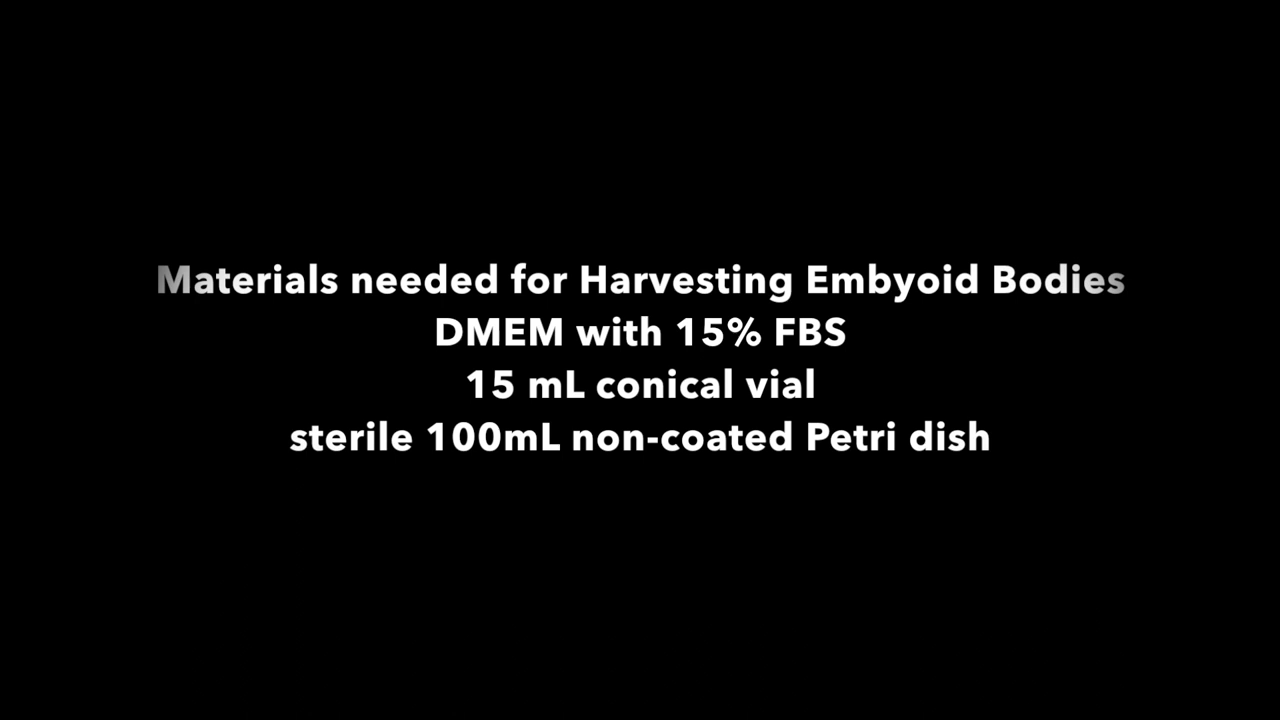 Materials needed for Harvesting Embyoid Bodies
DMEM with 15% FBS
15 mL conical vial
sterile 100mL non-coated Petri dish